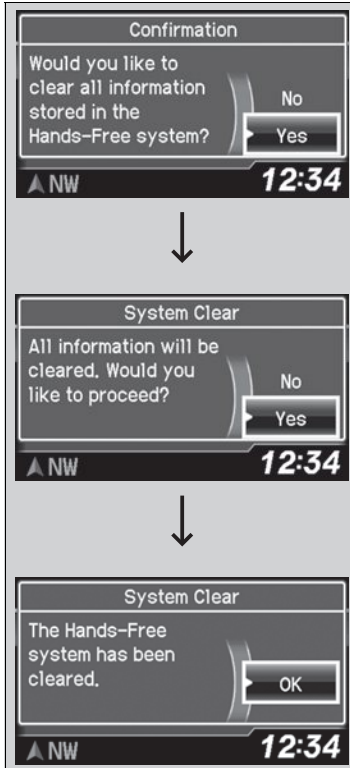 Confirmation
Would you like to
clear all information
stored in the
Hands-Free system?
No
Yes
NW
12:34
System Clear
All information will be
cleared. Would you
like to proceed?
No
Yes
NW
12:34
System Clear
The Hands-Free
system has been
cleared.
OK
NW
12:34